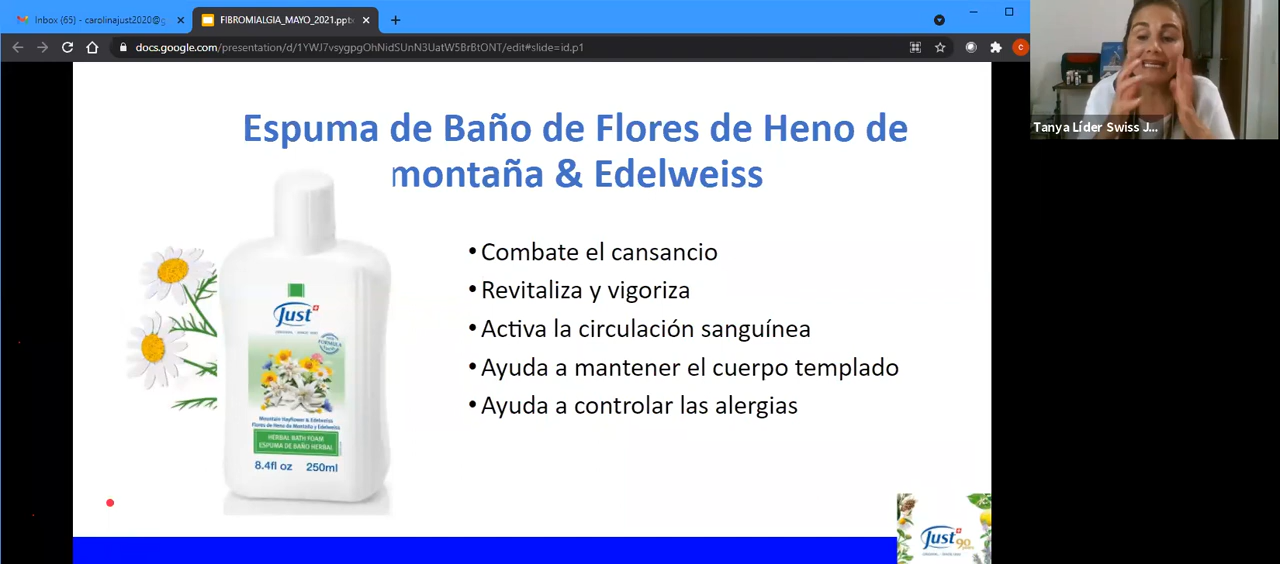 Inbox (65) - carolinajust2020@g
FIBROMIALGIA_MAYO_2021.pptx
docs.google.com/presentation/d/1YWJ7vsygpgOhNidSUnN3UatW5BrBtONT/edit#slide=id.p1
Tanya Líder Swiss J...
Espuma de Baño de Flores de Heno de
montaña & Edelweiss
• Combate el cansancio
• Revitaliza y vigoriza
• Activa la circulación sanguínea
• Ayuda a mantener el cuerpo templado
• Ayuda a controlar las alergias
Just
Mountain Hayflower & Edelweiss
Flores de Heno de Montaña y Edelweiss
HERBAL BATH FOAM
ESPUMA DE BAÑO HERBAL
8.4fl oz 250ml
Just
90